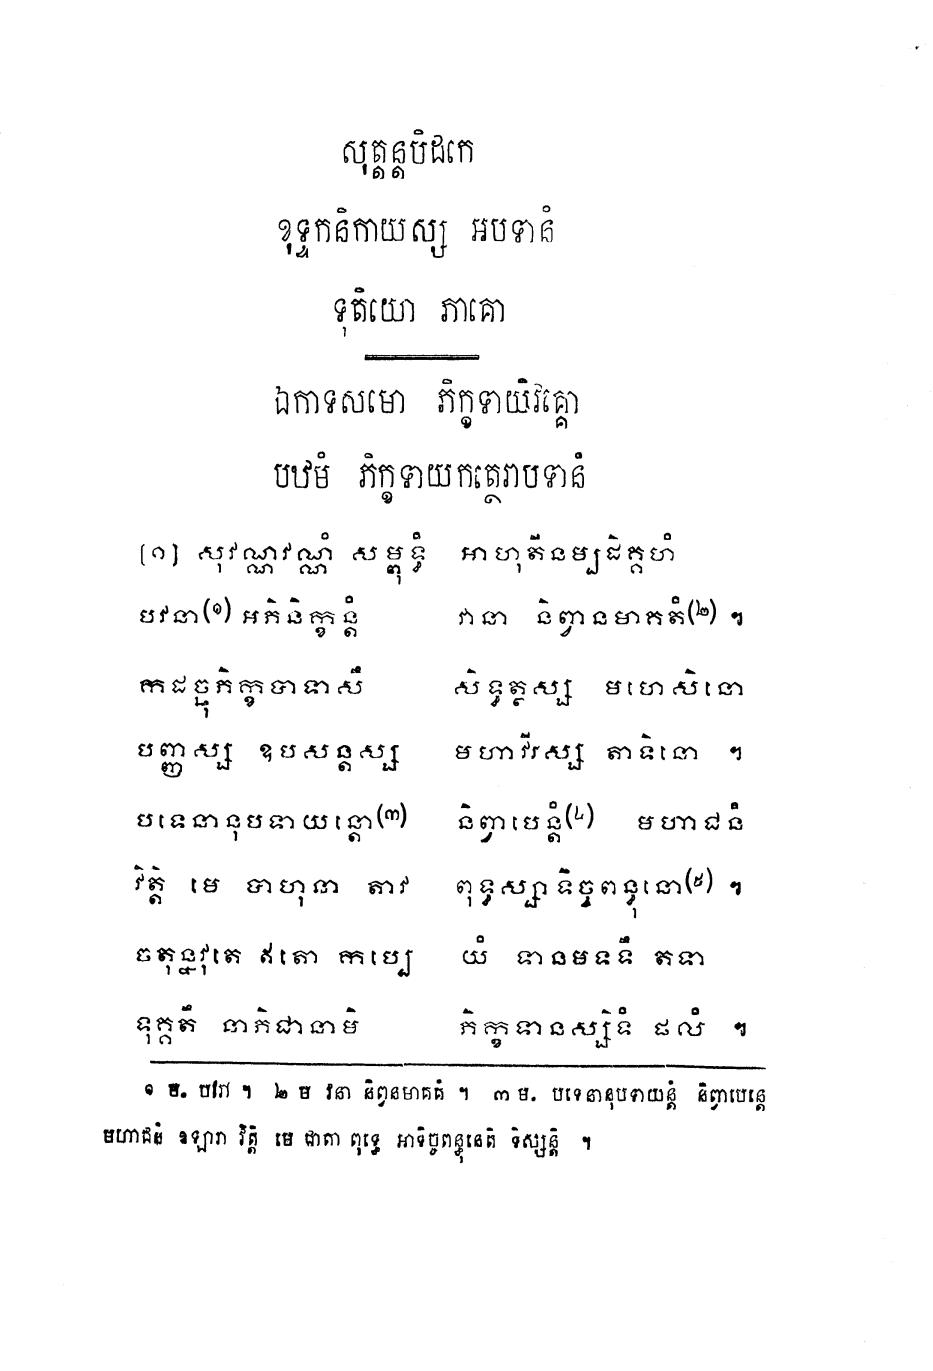 សុត្តន្តបិដកេ
ខុទ្ទកនិកាយស្ស អបទានំ
ទុតិយោ ភាគោ
ឯកាទសមោ ភិក្ខទាយិវគ្គោ
បឋមំ ភិក្ខទាយកត្ថេរាបទានំ
[១] សុវណ្ណវណ្ណំ សម្ពុទ្ធំ អាហុតីនម្បដិគ្គហំ
បវនា(១) អភិនិក្ខន្តំ វានា និព្វានមាគតំ(២) ។
កដច្ឆុភិក្ខទាទាសឹ សិទ្ធត្ថស្ស មហេសិនោ
បញ្ញស្ស ឧបសន្តស្ស មហាវីរស្ស តាទិនោ ។
បទេនានុបទាយន្តោ(៣) និព្វាបេន្តំ(៤) មហាជនំ
វិត្តិ មេ ទាហុនា តាវ ពុទ្ធស្សាទិច្ចពន្ធុនោ(៥) ។
ចតុន្នវុតេ ឥតោ កប្បេ យំ ទានមទទឹ តទា
ទុគ្គតឹ នាភិជានាមិ ភិក្ខទានស្សិទំ ផលំ ។
១ ម. បវរា ។ ២ ម វនា និព្វនមាគតំ ។ ៣ ម. បទេនានុបទាយន្តំ និព្វាបេន្តេ
មហាជនំ ឧឡារា វិត្តិ មេ ជាតា ពុទ្ធេ អាទិច្ចពន្ធុនេតិ ទិស្សន្តិ ។